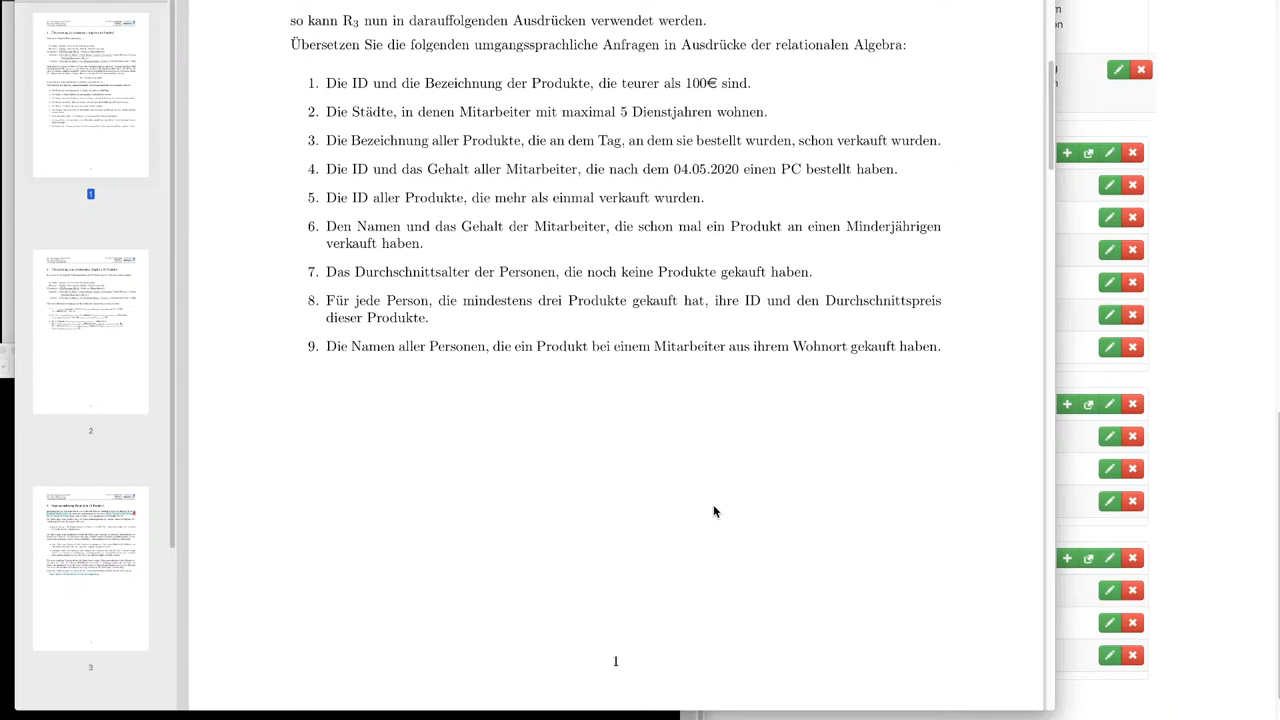 so kann R3 nun in darauffolgenden Ausdrücken verwendet werden.
Übersetzen Sie die folgenden umgangssprachlichen Anfragen in Ausdrücke der relationalen Algebra:
1. Die ID und die Bezeichnung aller Produkte, die teurer als 100€ sind.
2. Städte, in denen Mitarbeiter mit maximal 5 Dienstjahren wohnen.
3. Die Bezeichnung aller Produkte, die an dem Tag, an dem sie bestellt wurden, schon verkauft wurden.
4. Die ID und das Gehalt aller Mitarbeiter, die nach dem 04.05.2020 einen PC bestellt haben.
5. Die ID aller Produkte, die mehr als einmal verkauft wurden.
6. Den Namen und das Gehalt der Mitarbeiter, die schon mal ein Produkt an einen Minderjährigen
verkauft haben.
7. Das Durchschnittsalter der Personen, die noch keine Produkte gekauft haben.
8. Für jede Person, die mindestens drei Produkte gekauft hat, ihre ID und den Durchschnittspreis
dieser Produkte.
9. Die Namen aller Personen, die ein Produkt bei einem Mitarbeiter aus ihrem Wohnort gekauft haben.
1
1
2
3